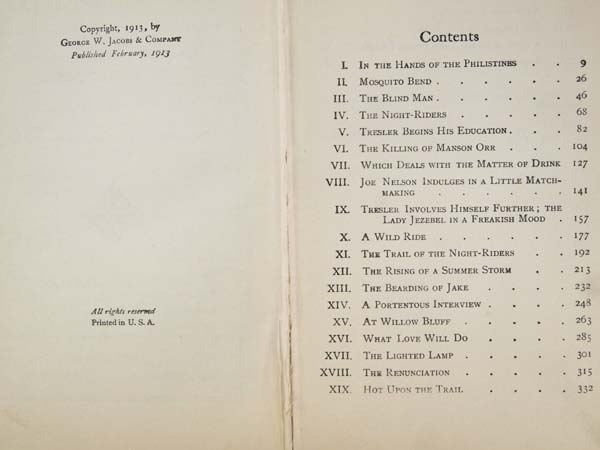 Copyright, 1913, by
George W. Jacobs & Company
Published February, 1913
All rights reserved
Printed in U. S. A.
Contents
I. In the Hands of the Philistines . . 9
II. Mosquito Bend . . . . . . 26
III. The Blind Man . . . . . . 46
IV. The Night-Riders . . . . . 68
V. Tresler Begins His Education . . . 82
VI. The Killing of Manson Orr . . . 104
VII. Which Deals with the Matter of Drink 127
VIII. Joe Nelson Indulges in a Little Match-
making . . . . . . 141
IX. Tresler Involves Himself Further; the
Lady Jezebel in a Freakish Mood . 157
X. A Wild Ride . . . . . . 177
XI. The Trail of the Night-Riders . . 192
XII. The Rising of a Summer Storm . . 213
XIII. The Bearding of Jake . . . . 232
XIV. A Portentous Interview . . . . 248
XV. At Willow Bluff . . . . 263
XVI. What Love Will Do . . . . 285
XVII. The Lighted Lamp . . . . . 301
XVIII. The Renunciation . . . . . 315
XIX. Hot Upon the Trail . . . . 332